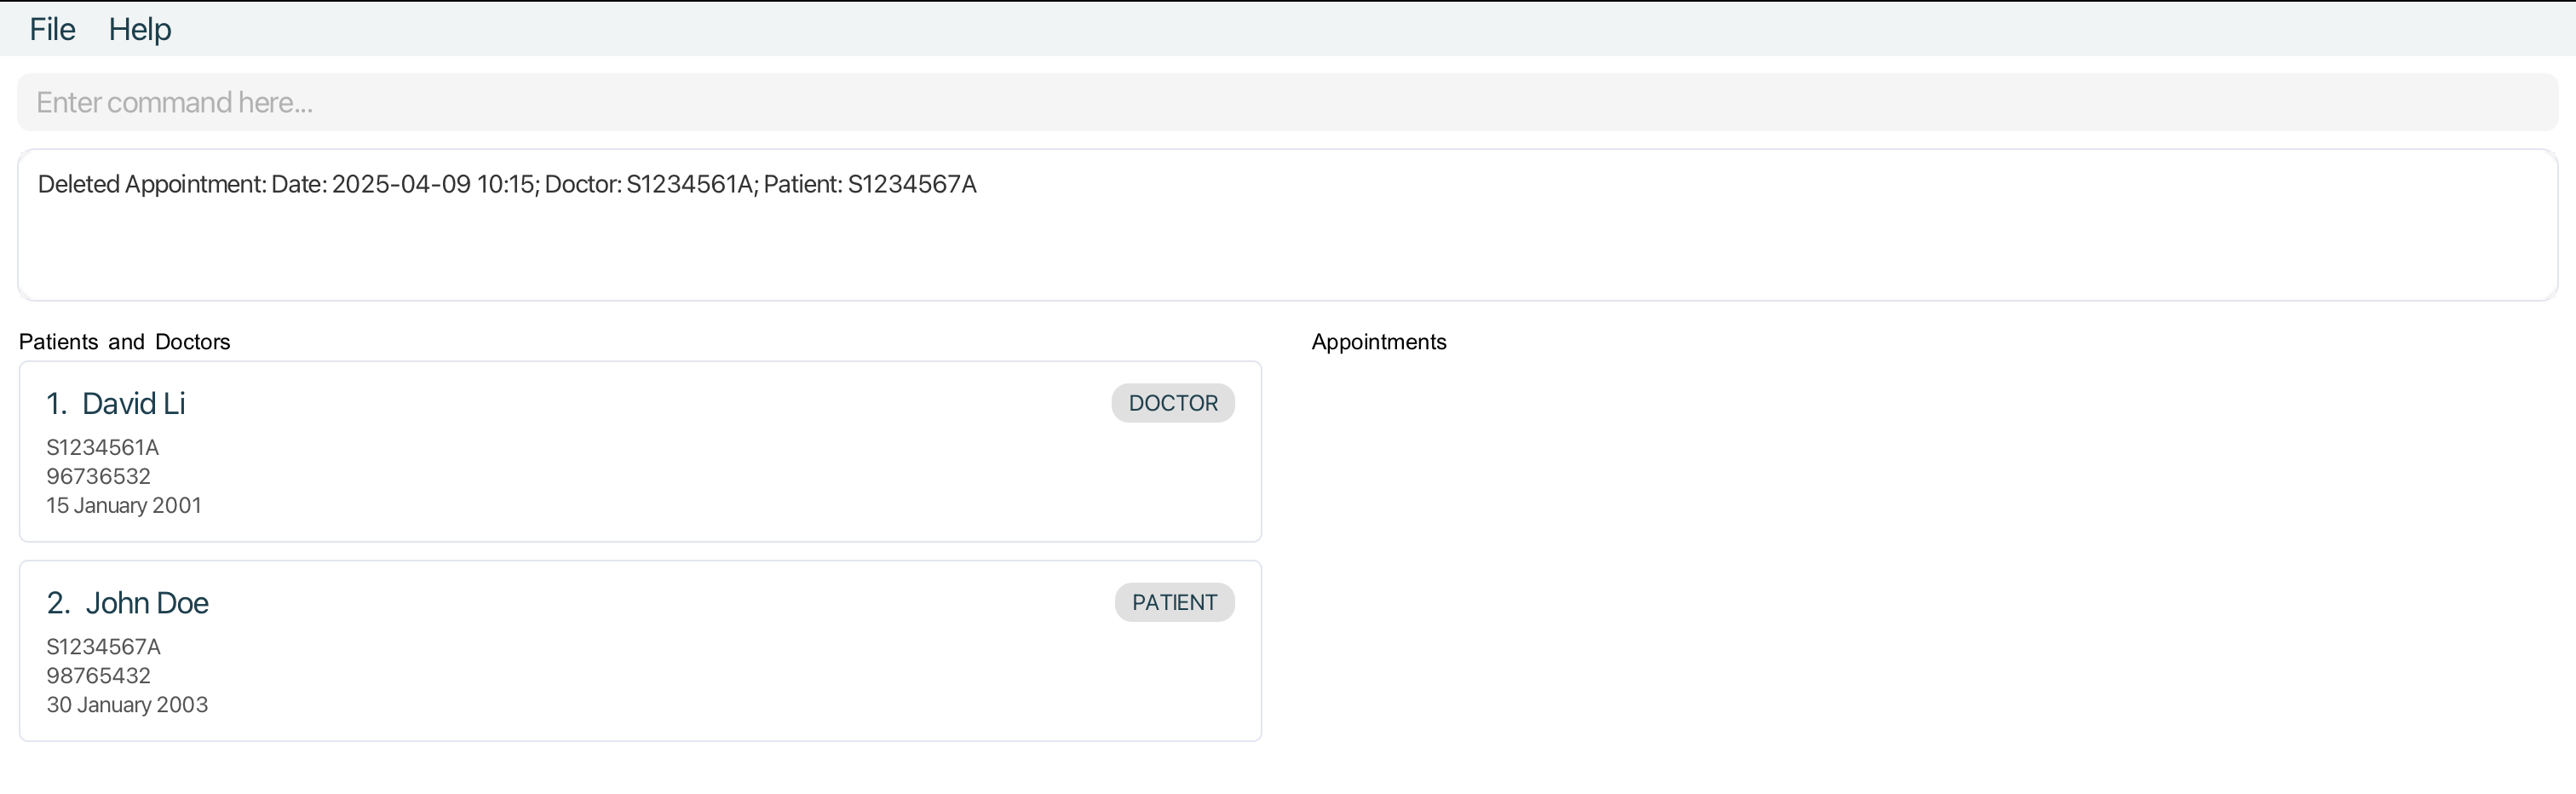 File Help
Enter command here...
Deleted Appointment: Date: 2025-04-09 10:15; Doctor: S1234561A; Patient: S1234567A
Patients and Doctors
1. David Li
DOCTOR
S1234561A
96736532
15 January 2001
2. John Doe
PATIENT
S1234567A
98765432
30 January 2003
Appointments